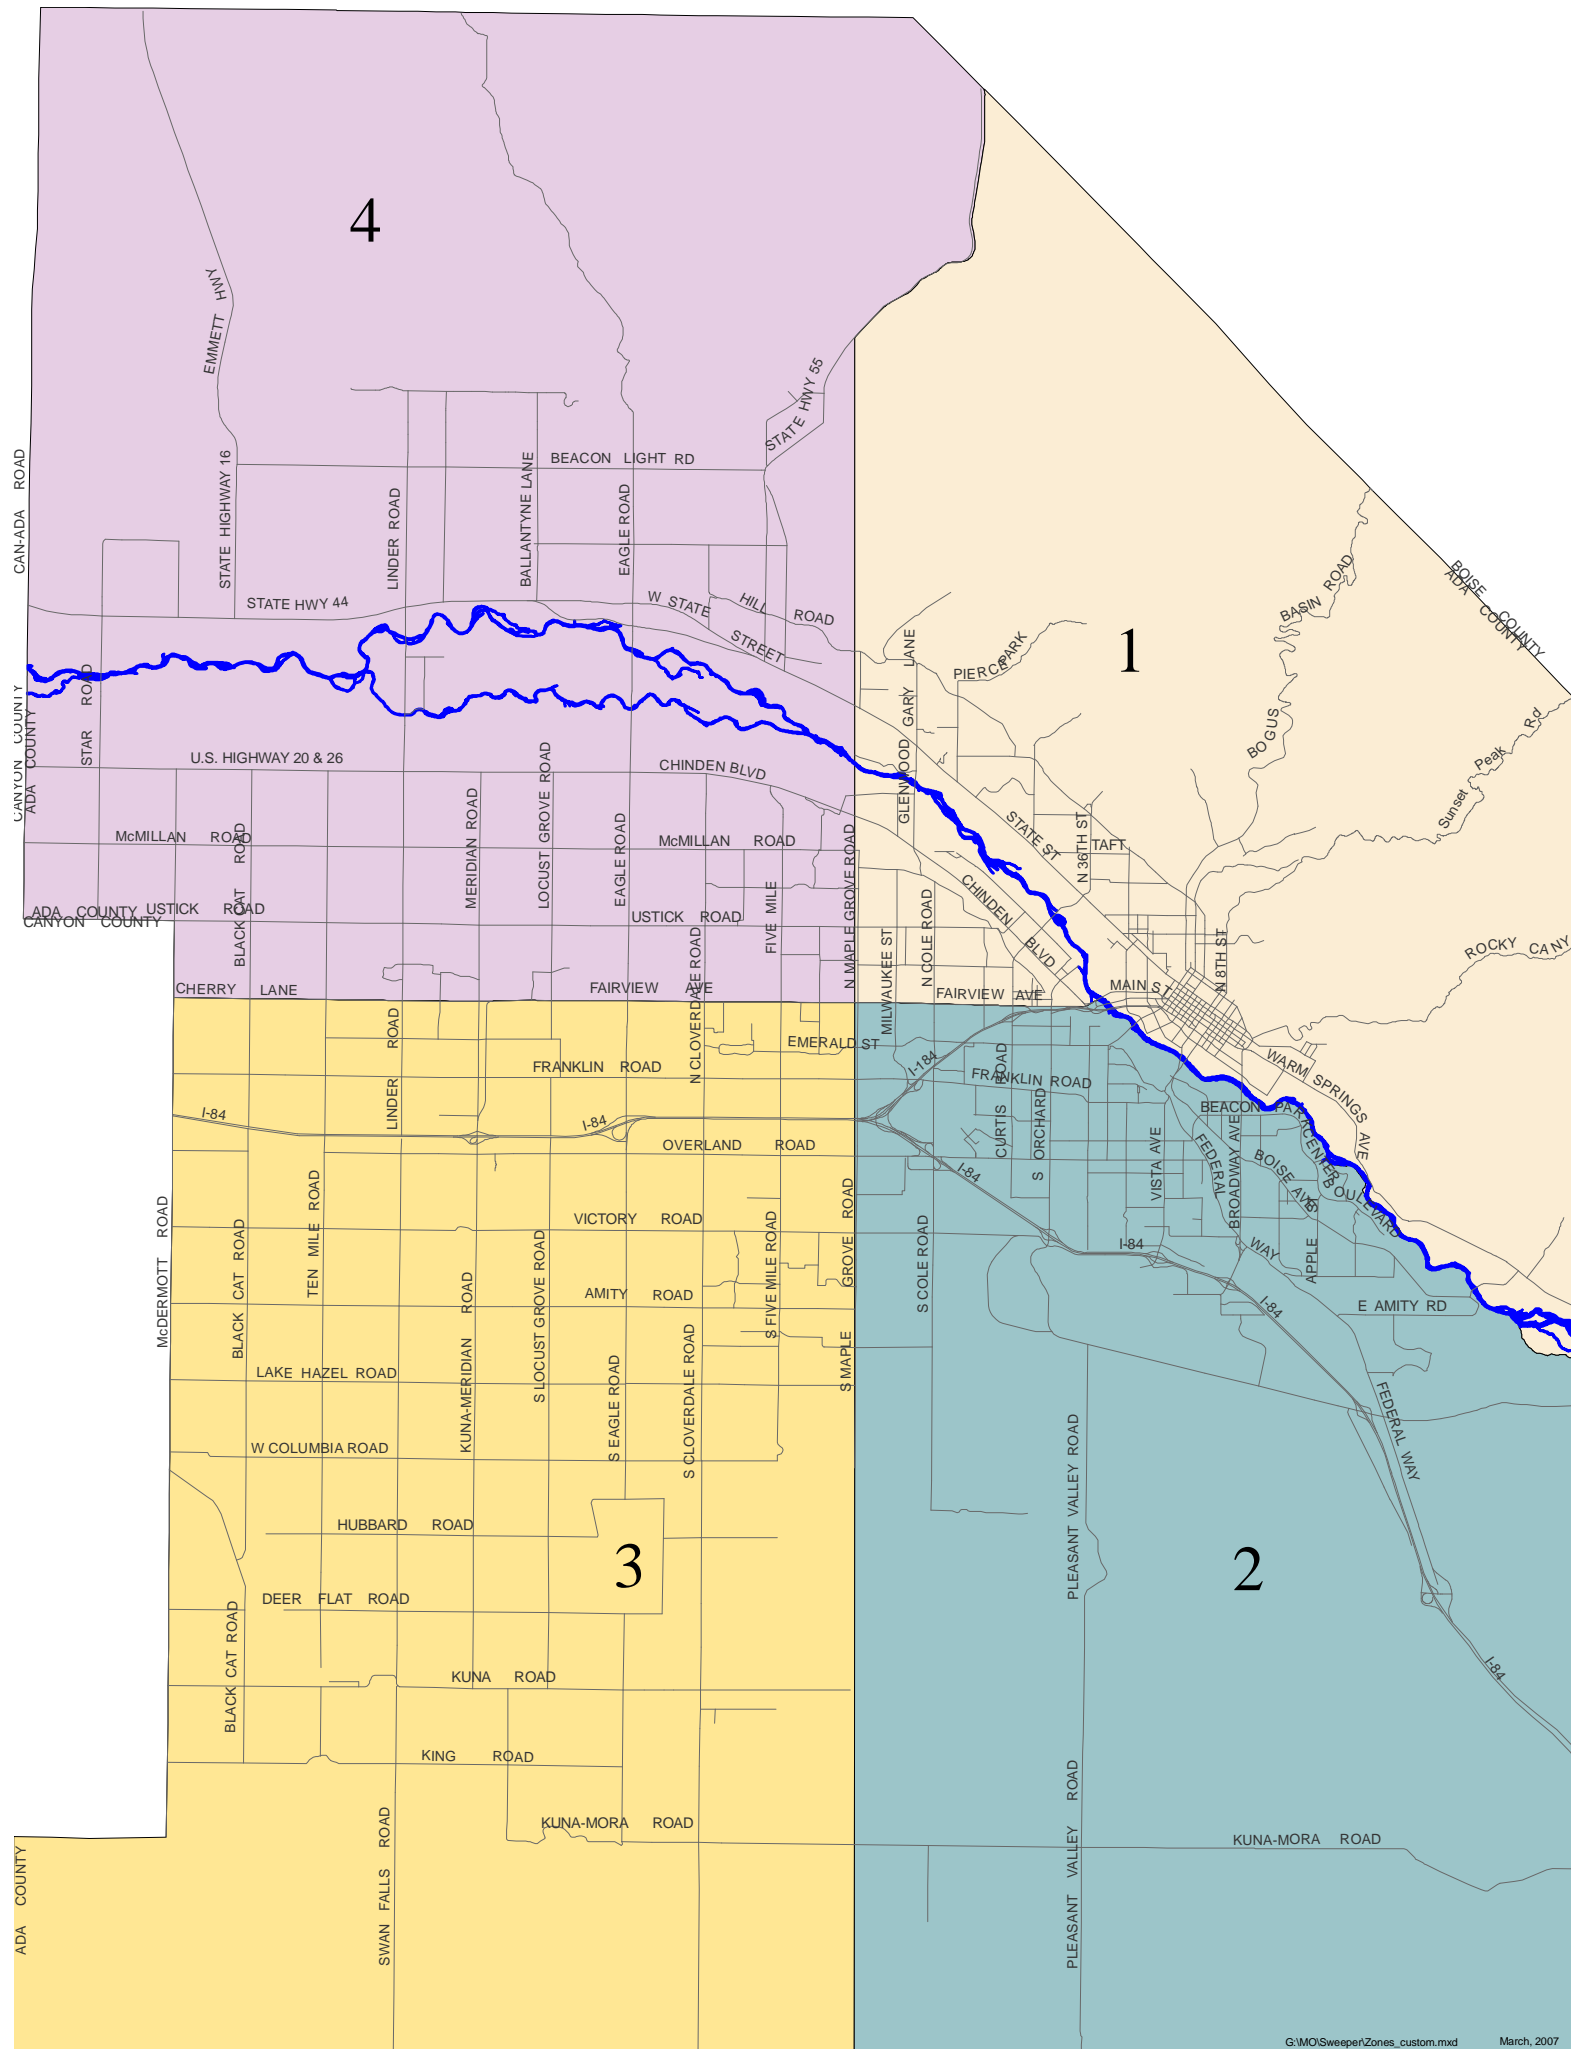 4
EMMETT HWY
STATE HWY 55
CAN-ADA ROAD
STATE HIGHWAY 16
BEACON LIGHT RD
LINDER ROAD
BALLANTYNE LANE
EAGLE ROAD
STATE HWY 44
W STATE STREET
HILL ROAD
GLENWOOD
GARY LANE
PIERCE PARK
1
BASIN ROAD
BOGUS
BOISE COUNTY
ADA COUNTY
Sunset Peak Rd
CANYON COUNTY
ADA COUNTY
STAR ROAD
U.S. HIGHWAY 20 & 26
CHINDEN BLVD
McMILLAN ROAD
BLACK CAT ROAD
MERIDIAN ROAD
LOCUST GROVE ROAD
EAGLE ROAD
McMILLAN ROAD
FIVE MILE
N MAPLE GROVE ROAD
STATE ST
N 36TH ST
TAFT
CHINDEN BLVD
ADA COUNTY
CANYON COUNTY
USTICK ROAD
USTICK ROAD
N CLOVERDALE ROAD
MILWAUKEE ST
N COLE ROAD
N 8TH ST
ROCKY CANY
CHERRY LANE
FAIRVIEW AVE
FAIRVIEW AVE
MAIN ST
LINDER ROAD
EMERALD ST
FRANKLIN ROAD
I-184
FRANKLIN ROAD
CURTIS ROAD
S ORCHARD
WARM SPRINGS AVE
I-84
I-84
OVERLAND ROAD
I-84
VISTA AVE
FEDERAL WAY
BROADWAY AVE
BEACON
PARKCENTER BOULEVARD
BOISE AVE
APPLE
McDERMOTT ROAD
BLACK CAT ROAD
TEN MILE ROAD
VICTORY ROAD
S LOCUST GROVE ROAD
S FIVE MILE ROAD
S MAPLE GROVE ROAD
S COLE ROAD
I-84
AMITY ROAD
I-84
E AMITY RD
LAKE HAZEL ROAD
KUNA-MERIDIAN ROAD
S EAGLE ROAD
S CLOVERDALE ROAD
W COLUMBIA ROAD
PLEASANT VALLEY ROAD
FEDERAL WAY
HUBBARD ROAD
3
2
DEER FLAT ROAD
BLACK CAT ROAD
KUNA ROAD
I-84
KING ROAD
KUNA-MORA ROAD
PLEASANT VALLEY ROAD
KUNA-MORA ROAD
ADA COUNTY
SWAN FALLS ROAD
G:\MO\Sweeper\Zones_custom.mxd March, 2007